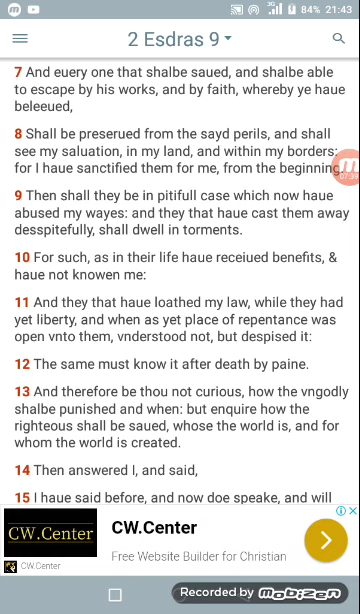 3G 84% 21:43
2 Esdras 9
7 And euery one that shalbe saued, and shalbe able
to escape by his works, and by faith, whereby ye haue
beleeued,
8 Shall be preserued from the sayd perils, and shall
see my saluation, in my land, and within my borders:
for I haue sanctified them for me, from the beginning.
07:39
9 Then shall they be in pitifull case which now haue
abused my wayes: and they that haue cast them away
desspitefully, shall dwell in torments.
10 For such, as in their life haue receiued benefits, &
haue not knowen me:
11 And they that haue loathed my law, while they had
yet liberty, and when as yet place of repentance was
open vnto them, vnderstood not, but despised it:
12 The same must know it after death by paine.
13 And therefore be thou not curious, how the vngodly
shalbe punished and when: but enquire how the
righteous shall be saued, whose the world is, and for
whom the world is created.
14 Then answered I, and said,
15 I haue said before, and now doe speake, and will
CW.Center
CW.Center
Free Website Builder for Christian
CW.Center
Recorded by Mobizen